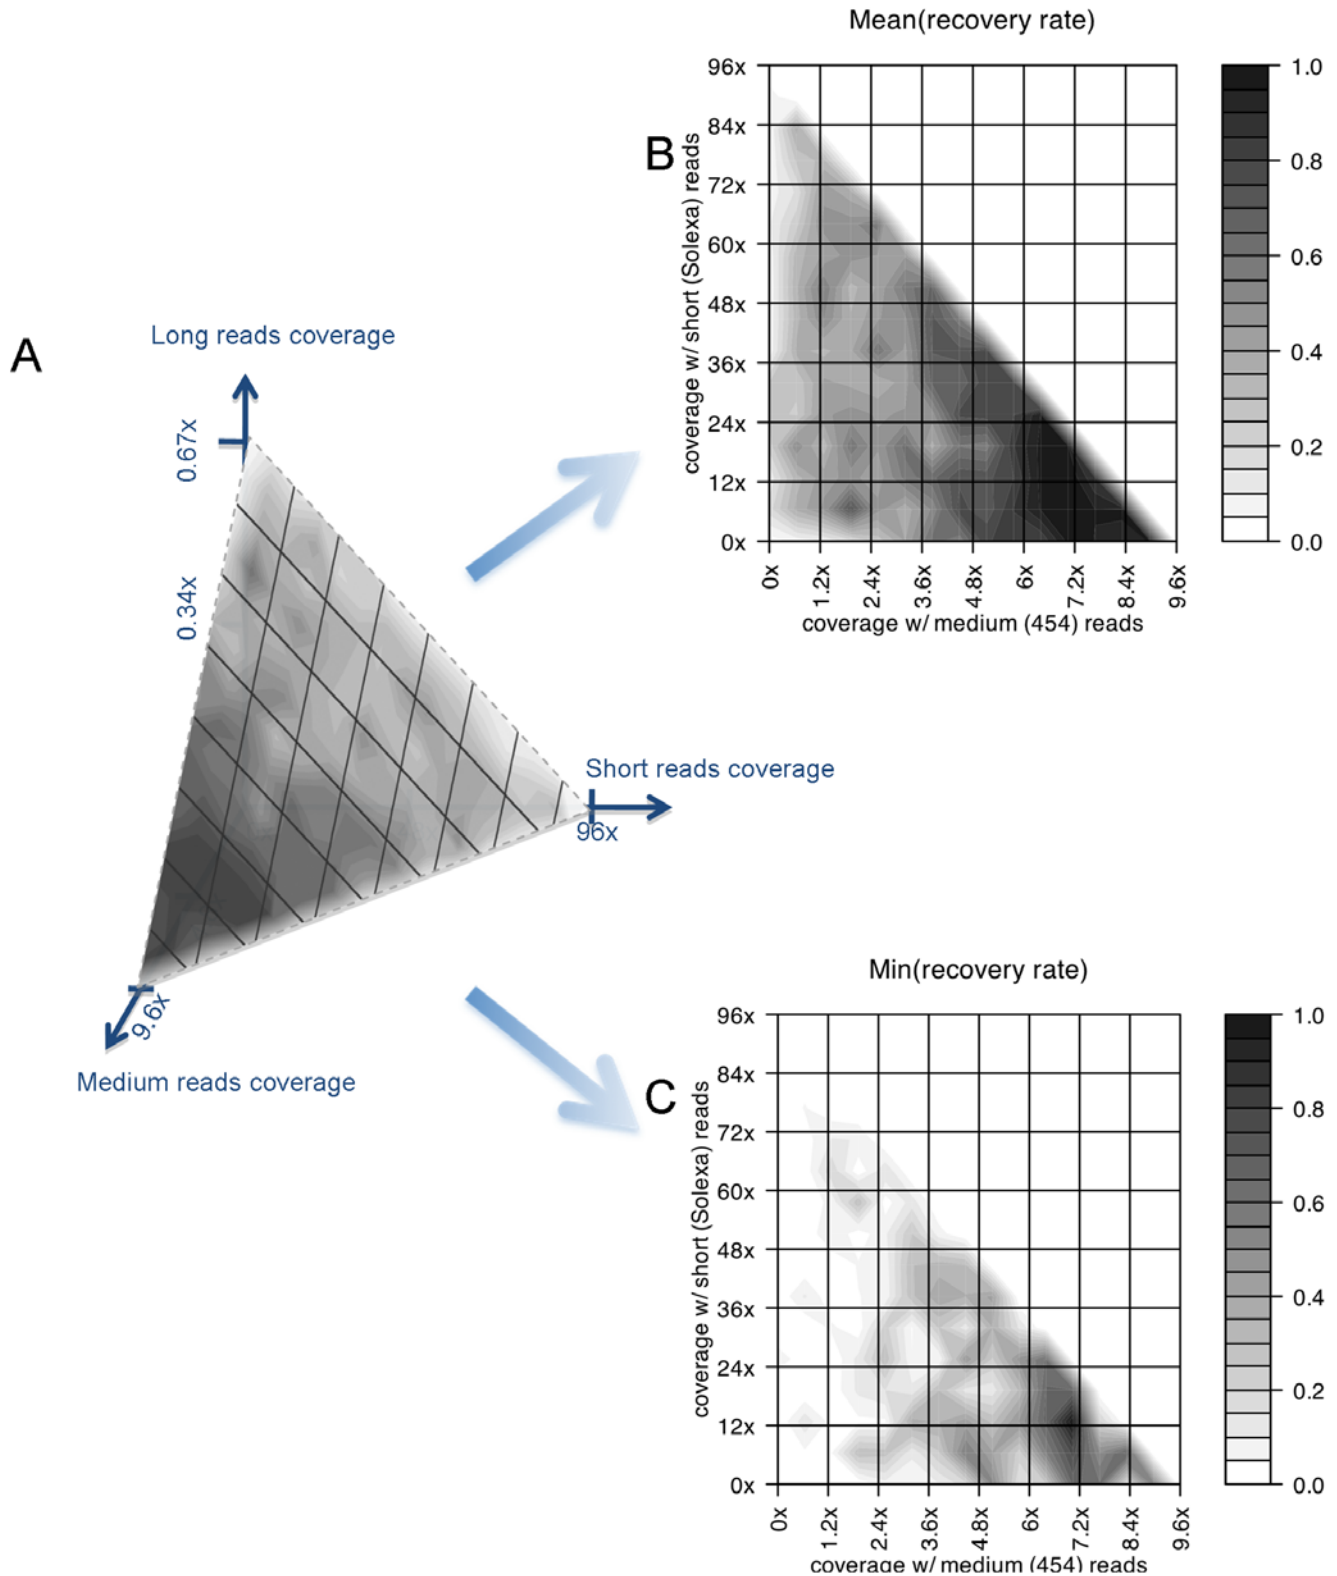 A
Long reads coverage
0.67x
0.34x
Short reads coverage
96x
9.6x
Medium reads coverage
B
Mean(recovery rate)
coverage w/ short (Solexa) reads
96x
84x
72x
60x
48x
36x
24x
12x
0x
0x
1.2x
2.4x
3.6x
4.8x
6x
7.2x
8.4x
9.6x
coverage w/ medium (454) reads
1.0
0.8
0.6
0.4
0.2
0.0
C
Min(recovery rate)
coverage w/ short (Solexa) reads
96x
84x
72x
60x
48x
36x
24x
12x
0x
0x
1.2x
2.4x
3.6x
4.8x
6x
7.2x
8.4x
9.6x
coverage w/ medium (454) reads
1.0
0.8
0.6
0.4
0.2
0.0